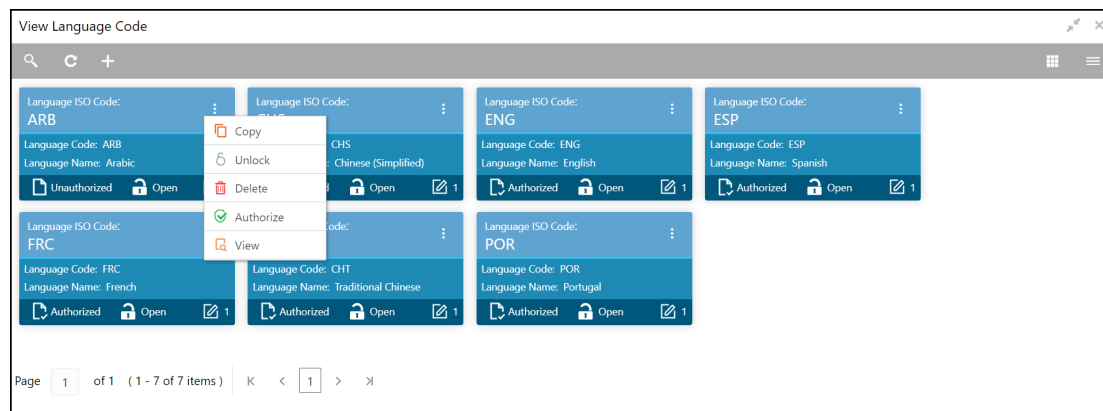 View Language Code
Language ISO Code:
ARB
Language Code: ARB
Language Name: Arabic
Unauthorized Open
Copy
Unlock
Delete
Authorize
View
Language ISO Code:
CHS
Chinese (Simplified)
Open 1
Language ISO Code:
ENG
Language Code: ENG
Language Name: English
Authorized Open 1
Language ISO Code:
ESP
Language Code: ESP
Language Name: Spanish
Authorized Open 1
Language ISO Code:
FRC
Language Code: FRC
Language Name: French
Authorized Open 1
Code:
Language Code: CHT
Language Name: Traditional Chinese
Authorized Open 1
Language ISO Code:
POR
Language Code: POR
Language Name: Portugal
Authorized Open 1
Page 1 of 1 ( 1 - 7 of 7 items ) 1